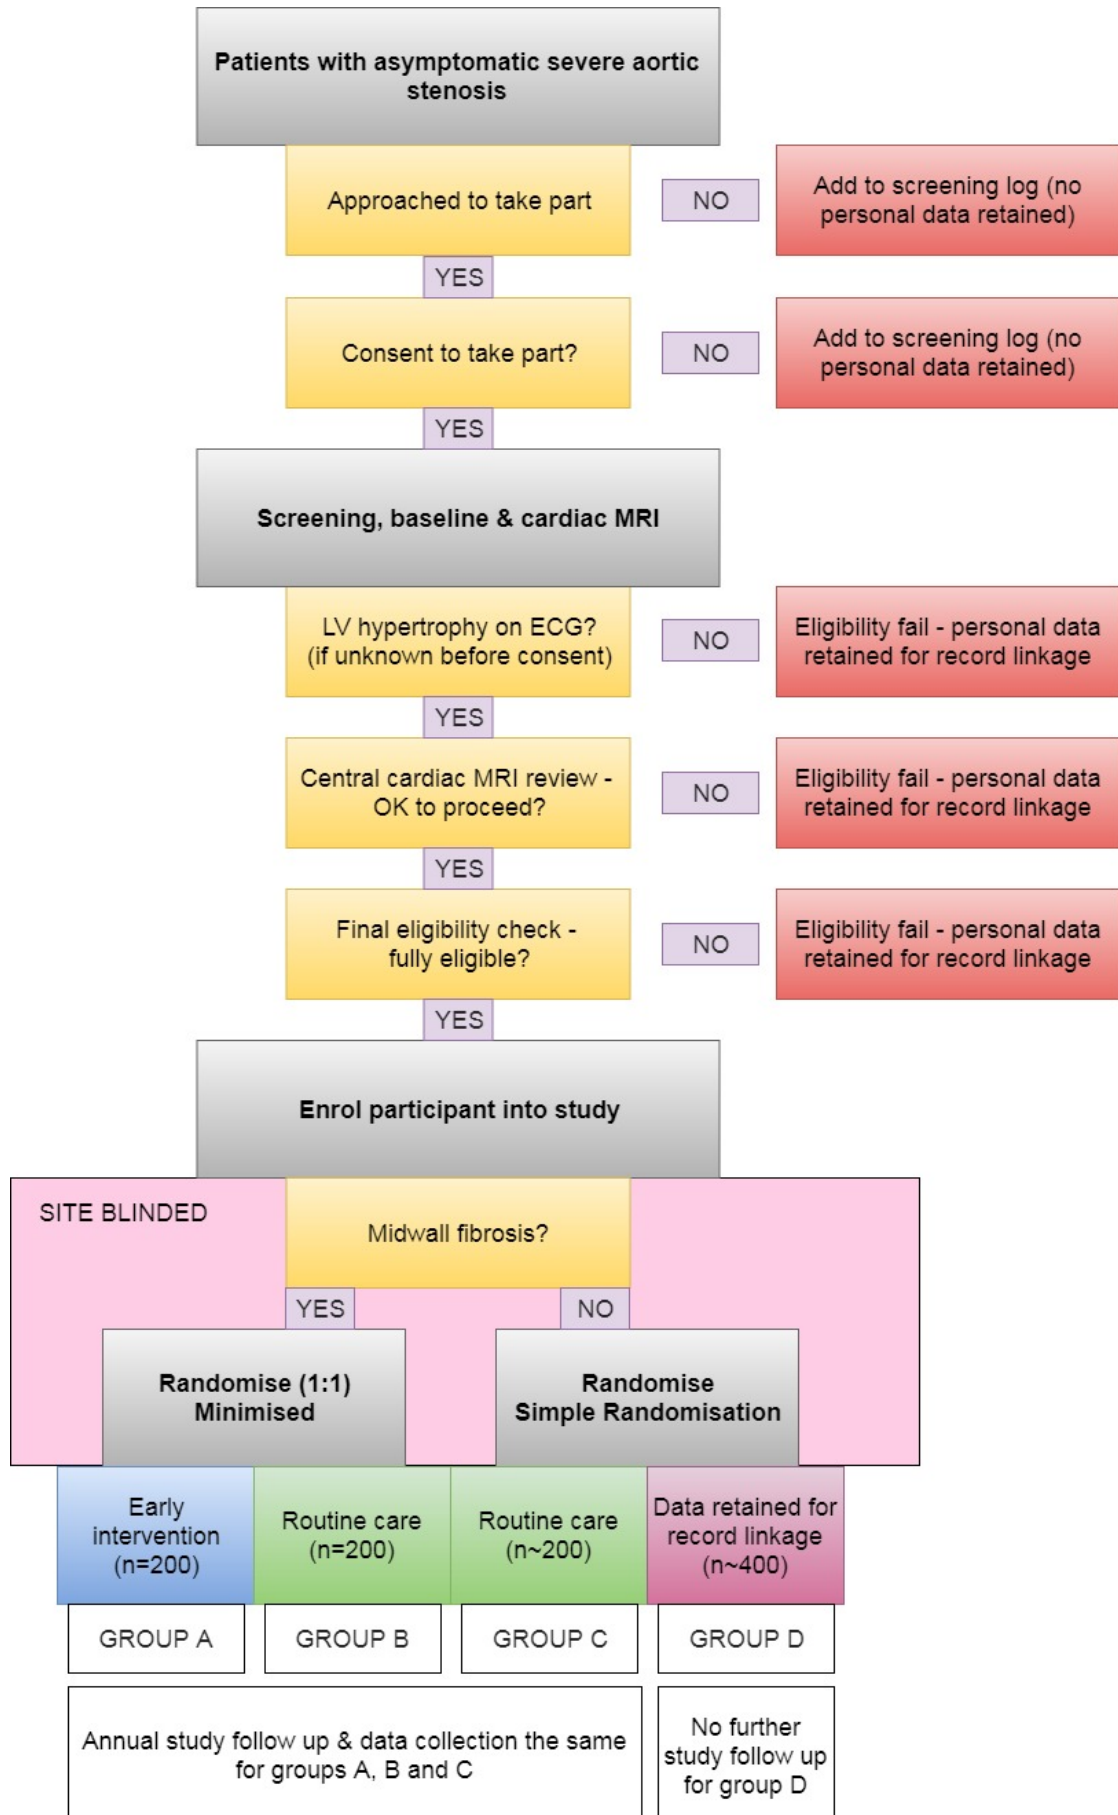 Patients with asymptomatic severe aortic
stenosis
Approached to take part
NO
Add to screening log (no
personal data retained)
YES
Consent to take part?
NO
Add to screening log (no
personal data retained)
YES
Screening, baseline & cardiac MRI
LV hypertrophy on ECG?
(if unknown before consent)
NO
Eligibility fail - personal data
retained for record linkage
YES
Central cardiac MRI review -
OK to proceed?
NO
Eligibility fail - personal data
retained for record linkage
YES
Final eligibility check -
fully eligible?
NO
Eligibility fail - personal data
retained for record linkage
YES
Enrol participant into study
SITE BLINDED
Midwall fibrosis?
YES
NO
Randomise (1:1)
Minimised
Randomise
Simple Randomisation
Early
intervention
(n=200)
Routine care
(n=200)
Routine care
(n~200)
Data retained for
record linkage
(n~400)
GROUP A
GROUP B
GROUP C
GROUP D
Annual study follow up & data collection the same
for groups A, B and C
No further
study follow up
for group D